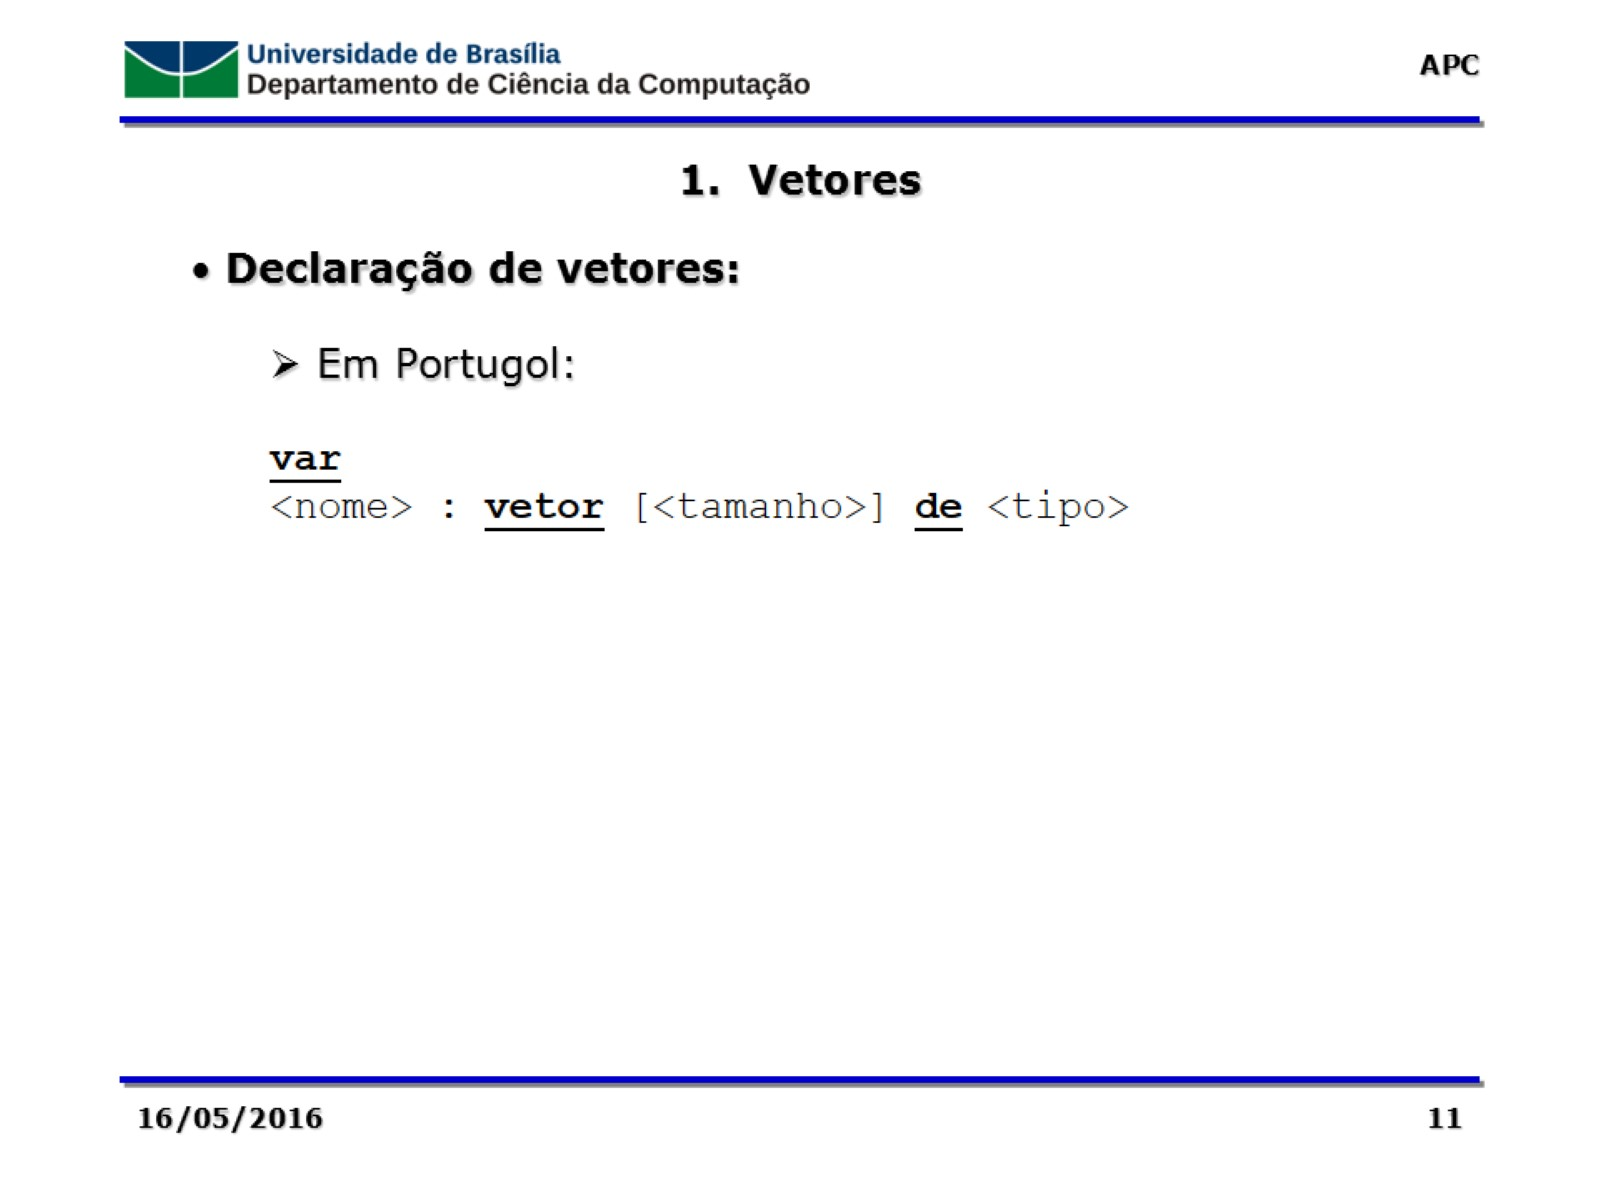 Universidade de Brasília
Departamento de Ciência da Computação
APC
1. Vetores
• Declaração de vetores:
➢ Em Portugol:
var
<nome> : vetor [<tamanho>] de <tipo>
16/05/2016
11